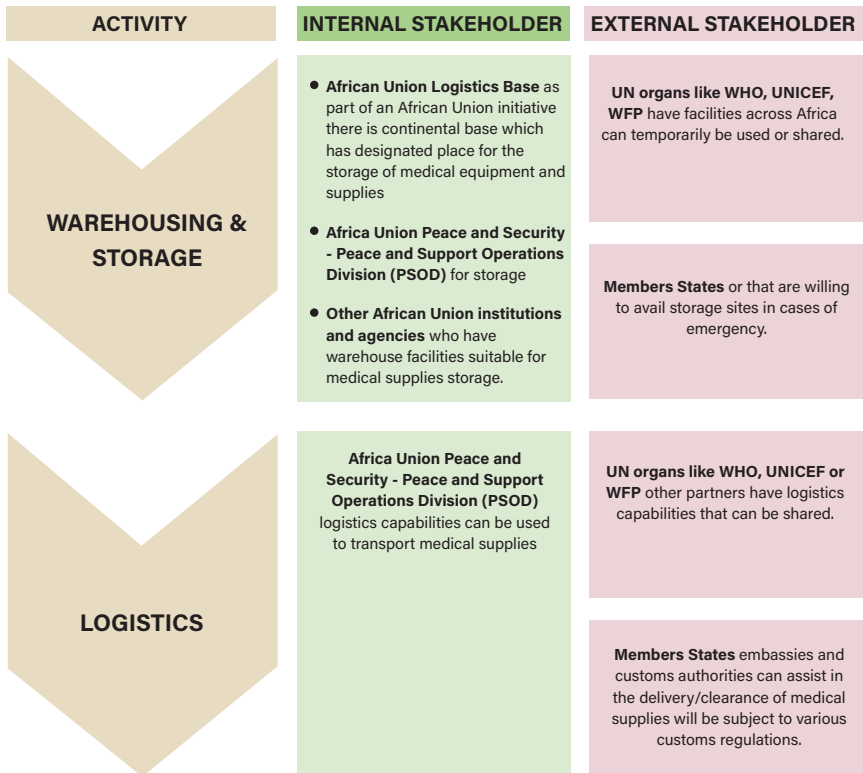 ACTIVITY
INTERNAL STAKEHOLDER
EXTERNAL STAKEHOLDER
WAREHOUSING &
STORAGE
● African Union Logistics Base as
part of an African Union initiative
there is continental base which
has designated place for the
storage of medical equipment and
supplies
● Africa Union Peace and Security
- Peace and Support Operations
Division (PSOD) for storage
● Other African Union institutions
and agencies who have
warehouse facilities suitable for
medical supplies storage.
UN organs like WHO, UNICEF,
WFP have facilities across Africa
can temporarily be used or shared.
Members States or that are willing
to avail storage sites in cases of
emergency.
LOGISTICS
Africa Union Peace and
Security - Peace and Support
Operations Division (PSOD)
logistics capabilities can be used
to transport medical supplies
UN organs like WHO, UNICEF or
WFP other partners have logistics
capabilities that can be shared.
Members States embassies and
customs authorities can assist in
the delivery/clearance of medical
supplies will be subject to various
customs regulations.